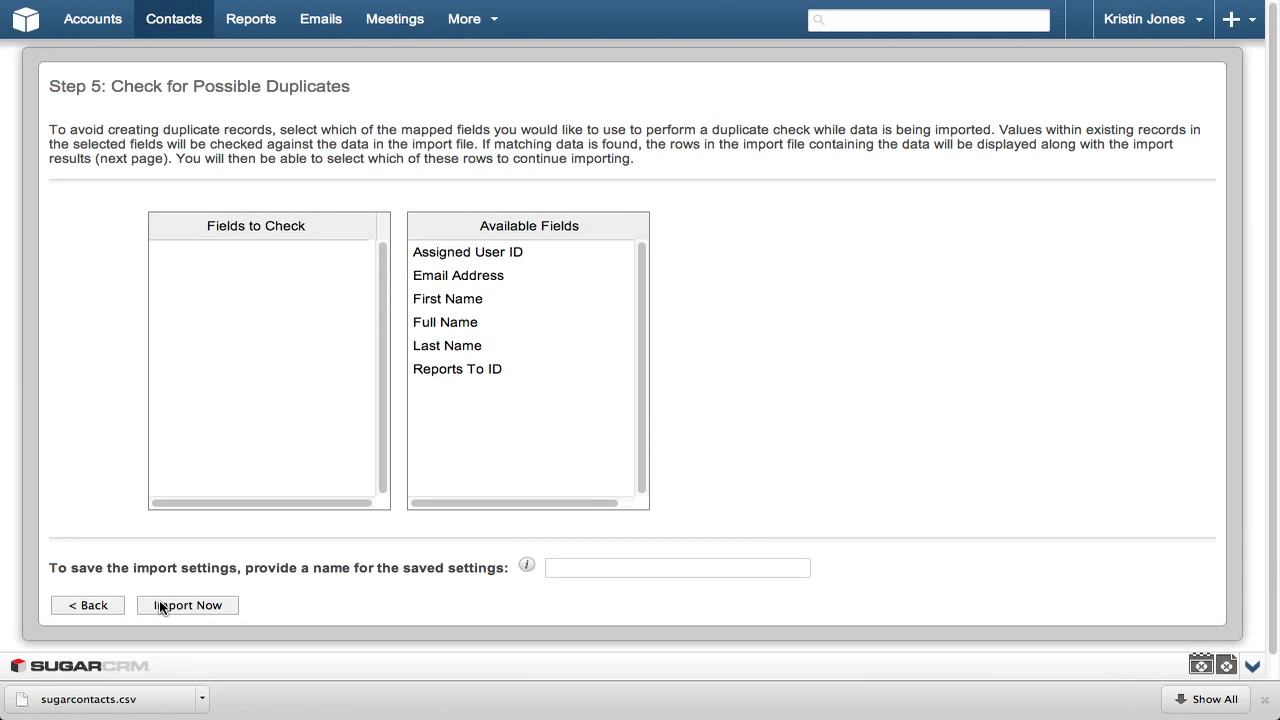 Accounts Contacts Reports Emails Meetings More Kristin Jones
Step 5: Check for Possible Duplicates
To avoid creating duplicate records, select which of the mapped fields you would like to use to perform a duplicate check while data is being imported. Values within existing records in
the selected fields will be checked against the data in the import file. If matching data is found, the rows in the import file containing the data will be displayed along with the import
results (next page). You will then be able to select which of these rows to continue importing.
Fields to Check Available Fields
Assigned User ID
Email Address
First Name
Full Name
Last Name
Reports To ID
To save the import settings, provide a name for the saved settings: i
< Back Import Now
SUGARCRM
sugarcontacts.csv Show All